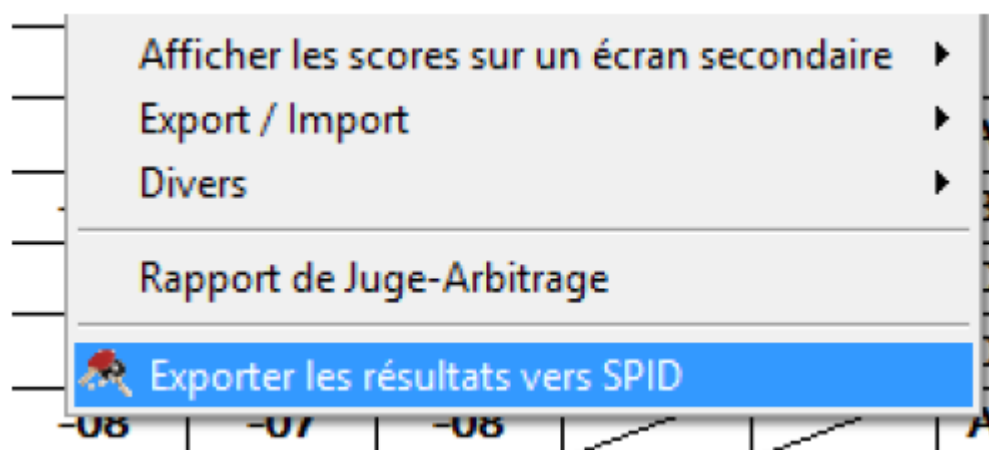 Afficher les scores sur un écran secondaire
Export / Import
Divers
Rapport de Juge-Arbitrage
Exporter les résultats vers SPID
-08 -07 -08